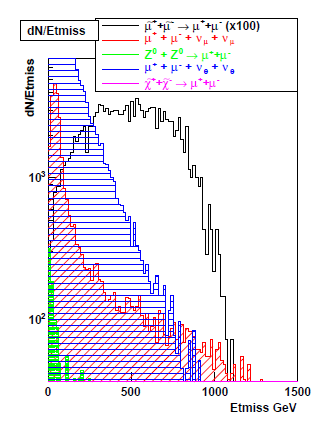 dN/Etmiss
μ̃⁺+μ̃⁻ → μ⁺+μ⁻ (x100)
μ⁺ + μ⁻ + ν_μ + ν_μ
Z⁰ + Z⁰ → μ⁺+μ⁻
μ⁺ + μ⁻ + ν_e + ν_e
χ̃⁺+χ̃⁻ → μ⁺+μ⁻
dN/Etmiss
10³
10²
0 500 1000 1500
Etmiss GeV